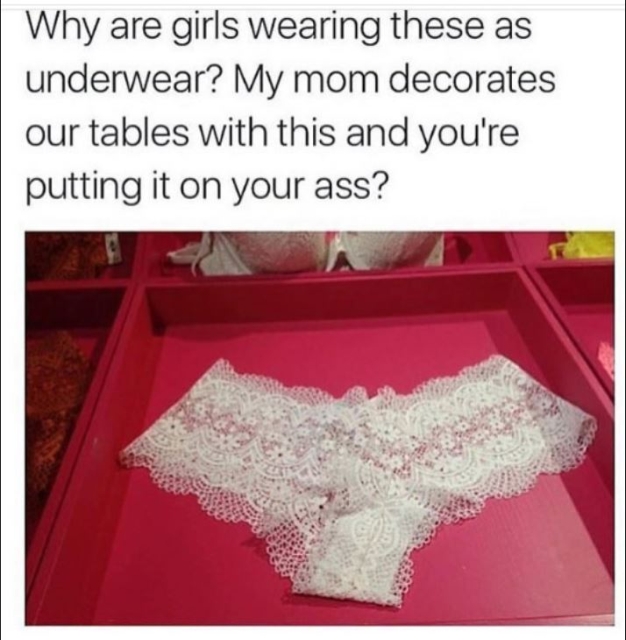 Why are girls wearing these as
underwear? My mom decorates
our tables with this and you're
putting it on your ass?